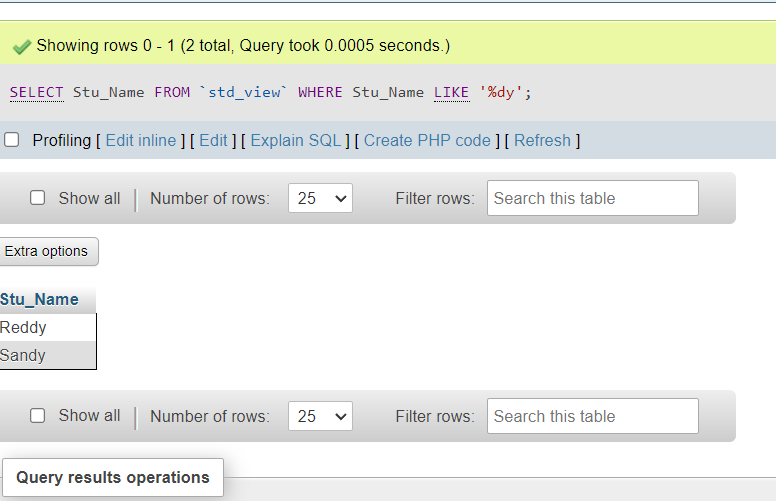 Showing rows 0 - 1 (2 total, Query took 0.0005 seconds.)
SELECT Stu_Name FROM `std_view` WHERE Stu_Name LIKE '%dy';
Profiling [ Edit inline ] [ Edit ] [ Explain SQL ] [ Create PHP code ] [ Refresh ]
Show all Number of rows: 25 Filter rows: Search this table
Extra options
Stu_Name
Reddy
Sandy
Show all Number of rows: 25 Filter rows: Search this table
Query results operations